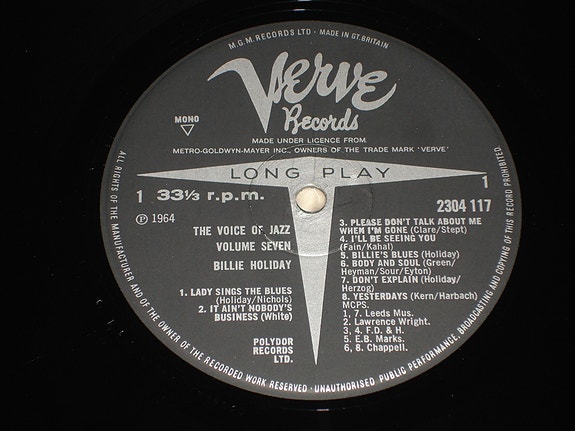 M.G.M. RECORDS LTD · MADE IN GT. BRITAIN
Verve
Records
MONO
MADE UNDER LICENCE FROM
METRO-GOLDWYN-MAYER INC., OWNERS OF THE TRADE MARK 'VERVE'
LONG PLAY
1 33⅓ r.p.m.
1
2304 117
℗ 1964
THE VOICE OF JAZZ
VOLUME SEVEN
BILLIE HOLIDAY
1. LADY SINGS THE BLUES
(Holiday/Nichols)
2. IT AIN'T NOBODY'S
BUSINESS (White)
POLYDOR
RECORDS
LTD.
3. PLEASE DON'T TALK ABOUT ME
WHEN I'M GONE (Clare/Stept)
4. I'LL BE SEEING YOU
(Fain/Kahal)
5. BILLIE'S BLUES (Holiday)
6. BODY AND SOUL (Green/
Heyman/Sour/Eyton)
7. DON'T EXPLAIN (Holiday/
Herzog)
8. YESTERDAYS (Kern/Harbach)
MCPS.
1, 7. Leeds Mus.
2. Lawrence Wright.
3, 4. F.D. & H.
5. E.B. Marks.
6, 8. Chappell.
ALL RIGHTS OF THE MANUFACTURER AND OF THE OWNER OF THE RECORDED WORK RESERVED · UNAUTHORISED PUBLIC PERFORMANCE, BROADCASTING AND COPYING OF THIS RECORD PROHIBITED